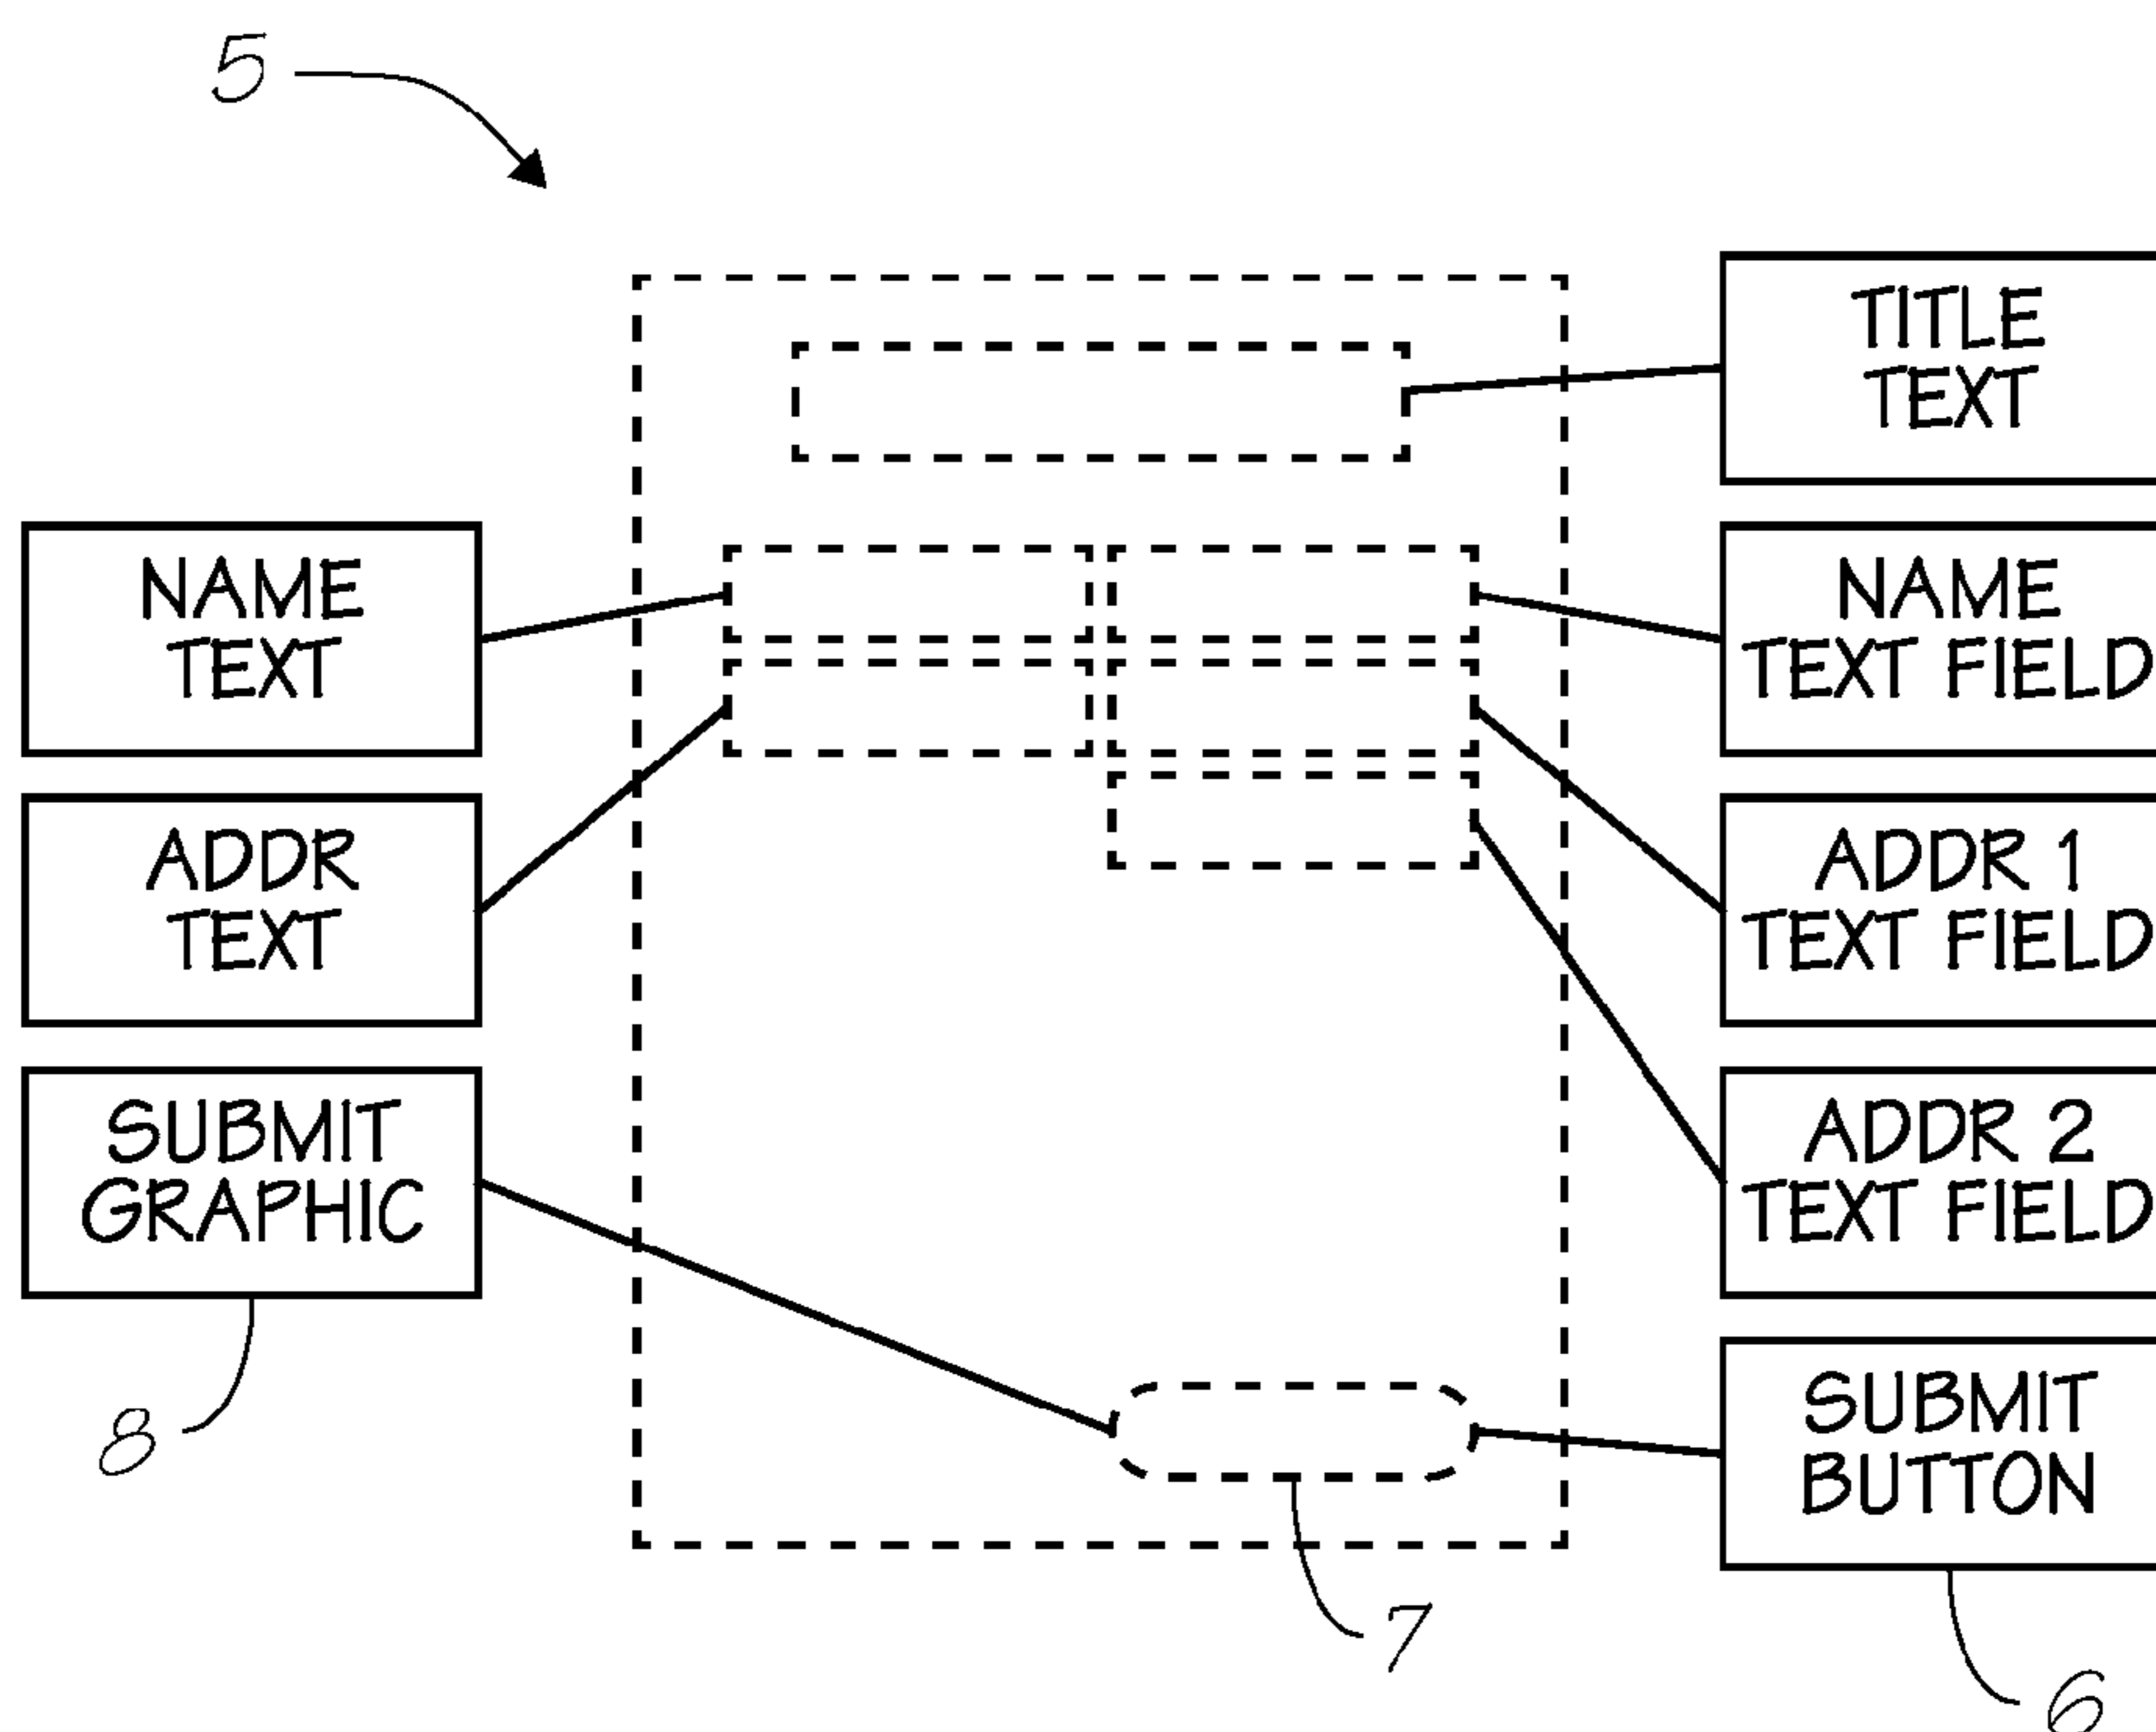 5
TITLE
TEXT
NAME
TEXT
NAME
TEXT FIELD
ADDR
TEXT
ADDR 1
TEXT FIELD
SUBMIT
GRAPHIC
ADDR 2
TEXT FIELD
SUBMIT
BUTTON
8
7
6